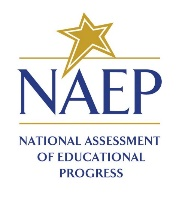 NAEP
NATIONAL ASSESSMENT
OF EDUCATIONAL
PROGRESS